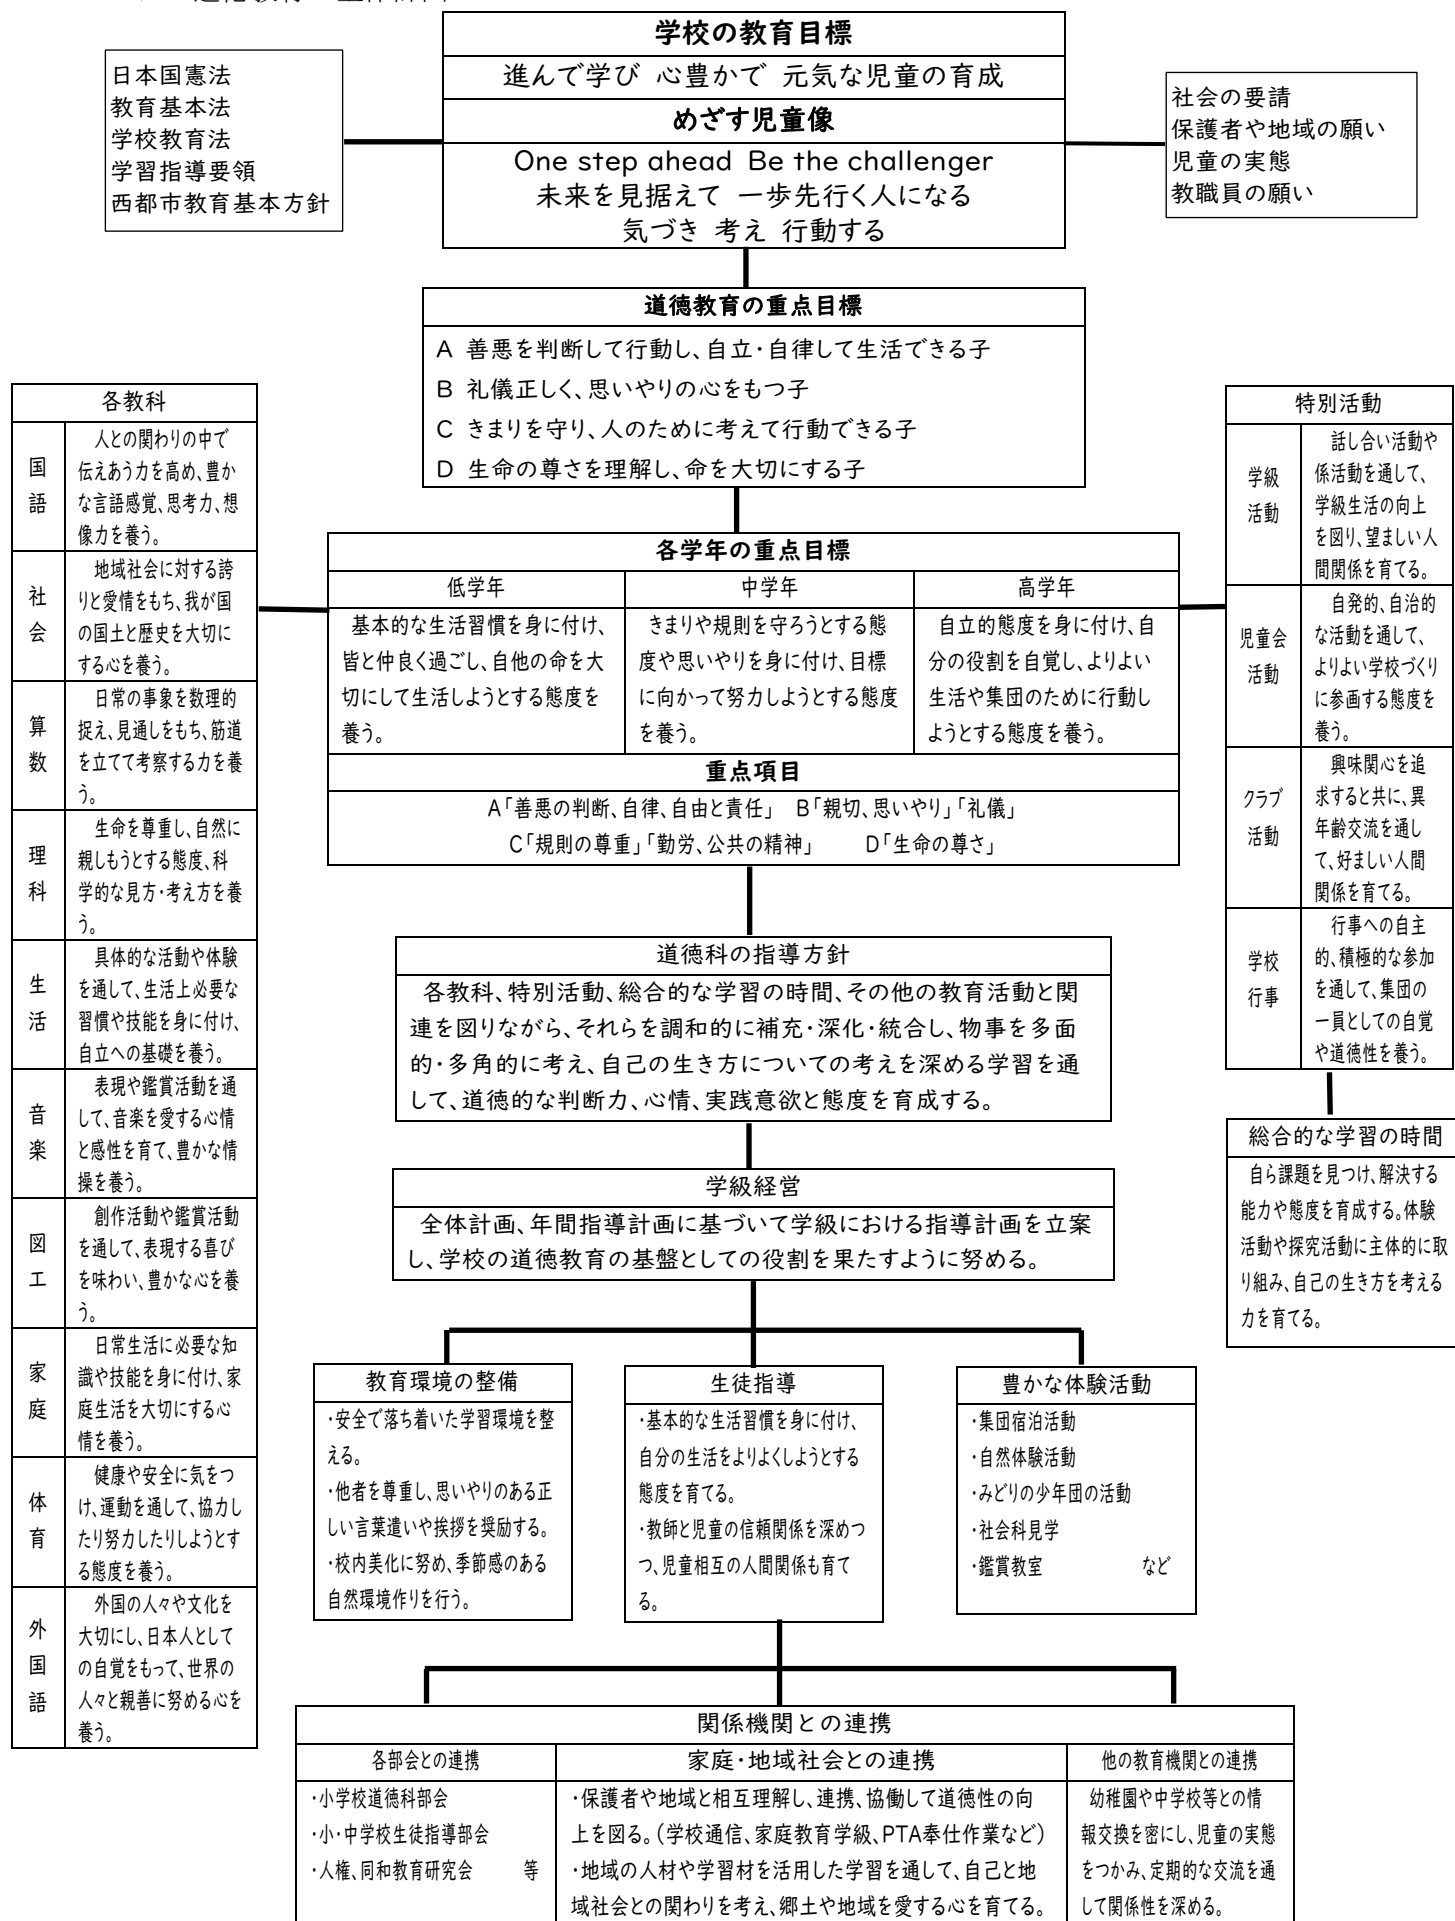 学校の教育目標
進んで学び 心豊かで 元気な児童の育成
めざす児童像
One step ahead Be the challenger
未来を見据えて 一歩先行く人になる
気づき 考え 行動する
日本国憲法
教育基本法
学校教育法
学習指導要領
西都市教育基本方針
社会の要請
保護者や地域の願い
児童の実態
教職員の願い
道徳教育の重点目標
A 善悪を判断して行動し、自立・自律して生活できる子
B 礼儀正しく、思いやりの心をもつ子
C きまりを守り、人のために考えて行動できる子
D 生命の尊さを理解し、命を大切にする子
各教科
国語
人との関わりの中で
伝えあう力を高め、豊か
な言語感覚、思考力、想
像力を養う。
社会
地域社会に対する誇
りと愛情をもち、我が国
の国土と歴史を大切に
する心を養う。
算数
日常の事象を数理的
捉え、見通しをもち、筋道
を立てて考察する力を養
う。
理科
生命を尊重し、自然に
親しもうとする態度、科
学的な見方・考え方を養
う。
生活
具体的な活動や体験
を通して、生活上必要な
習慣や技能を身に付け、
自立への基礎を養う。
音楽
表現や鑑賞活動を通
して、音楽を愛する心情
と感性を育て、豊かな情
操を養う。
図工
創作活動や鑑賞活動
を通して、表現する喜び
を味わい、豊かな心を養
う。
家庭
日常生活に必要な知
識や技能を身に付け、家
庭生活を大切にする心
情を養う。
体育
健康や安全に気をつ
け、運動を通して、協力し
たり努力したりしようとす
る態度を養う。
外国語
外国の人々や文化を
大切にし、日本人として
の自覚をもって、世界の
人々と親善に努める心を
養う。
各学年の重点目標
低学年
基本的な生活習慣を身に付け、
皆と仲良く過ごし、自他の命を大
切にして生活しようとする態度を
養う。
中学年
きまりや規則を守ろうとする態
度や思いやりを身に付け、目標
に向かって努力しようとする態度
を養う。
高学年
自立的態度を身に付け、自
分の役割を自覚し、よりよい
生活や集団のために行動し
ようとする態度を養う。
重点項目
A「善悪の判断、自律、自由と責任」 B「親切、思いやり」「礼儀」
C「規則の尊重」「勤労、公共の精神」 D「生命の尊さ」
特別活動
学級
活動
話し合い活動や
係活動を通して、
学級生活の向上
を図り、望ましい人
間関係を育てる。
児童会
活動
自発的、自治的
な活動を通して、
よりよい学校づくり
に参画する態度を
養う。
クラブ
活動
興味関心を追
求すると共に、異
年齢交流を通し
て、好ましい人間
関係を育てる。
学校
行事
行事への自主
的、積極的な参加
を通して、集団の
一員としての自覚
や道徳性を養う。
総合的な学習の時間
自ら課題を見つけ、解決する
能力や態度を育成する。体験
活動や探究活動に主体的に取
り組み、自己の生き方を考える
力を育てる。
道徳科の指導方針
各教科、特別活動、総合的な学習の時間、その他の教育活動と関
連を図りながら、それらを調和的に補充・深化・統合し、物事を多面
的・多角的に考え、自己の生き方についての考えを深める学習を通
して、道徳的な判断力、心情、実践意欲と態度を育成する。
学級経営
全体計画、年間指導計画に基づいて学級における指導計画を立案
し、学校の道徳教育の基盤としての役割を果たすように努める。
教育環境の整備
・安全で落ち着いた学習環境を整
える。
・他者を尊重し、思いやりのある正
しい言葉遣いや挨拶を奨励する。
・校内美化に努め、季節感のある
自然環境作りを行う。
生徒指導
・基本的な生活習慣を身に付け、
自分の生活をよりよくしようとする
態度を育てる。
・教師と児童の信頼関係を深めつ
つ、児童相互の人間関係も育て
る。
豊かな体験活動
・集団宿泊活動
・自然体験活動
・みどりの少年団の活動
・社会科見学
・鑑賞教室 など
関係機関との連携
各部会との連携
・小学校道徳科部会
・小・中学校生徒指導部会
・人権、同和教育研究会 等
家庭・地域社会との連携
・保護者や地域と相互理解し、連携、協働して道徳性の向
上を図る。(学校通信、家庭教育学級、PTA奉仕作業など)
・地域の人材や学習材を活用した学習を通して、自己と地
域社会との関わりを考え、郷土や地域を愛する心を育てる。
他の教育機関との連携
幼稚園や中学校等との情
報交換を密にし、児童の実態
をつかみ、定期的な交流を通
して関係性を深める。